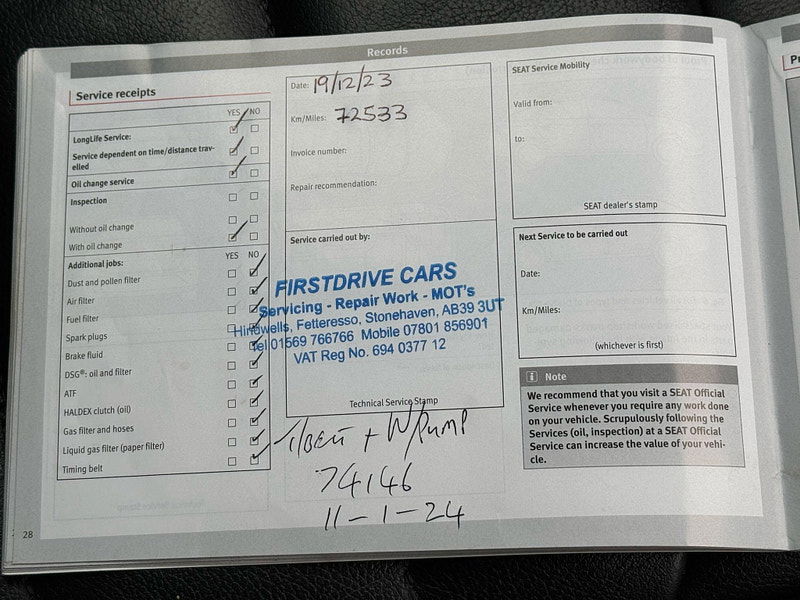 Records
Service receipts
YES NO
LongLife Service:
Service dependent on time/distance trav-
elled
Oil change service
Inspection
Without oil change
With oil change
Additional jobs:
YES NO
Dust and pollen filter
Air filter
Fuel filter
Spark plugs
Brake fluid
DSG®: oil and filter
ATF
HALDEX clutch (oil)
Gas filter and hoses
Liquid gas filter (paper filter)
Timing belt
28
Date: 19/12/23
Km/Miles: 72533
Invoice number:
Repair recommendation:
Service carried out by:
FIRSTDRIVE CARS
Servicing - Repair Work - MOT's
Hindwells, Fetteresso, Stonehaven, AB39 3UT
Tel 01569 766766 Mobile 07801 856901
VAT Reg No. 694 0377 12
Technical Service Stamp
T/BELT + W/PUMP
74146
11-1-24
SEAT Service Mobility
Valid from:
to:
SEAT dealer's stamp
Next Service to be carried out
Date:
Km/Miles:
(whichever is first)
i Note
We recommend that you visit a SEAT Official
Service whenever you require any work done
on your vehicle. Scrupulously following the
Services (oil, inspection) at a SEAT Official
Service can increase the value of your vehi-
cle.